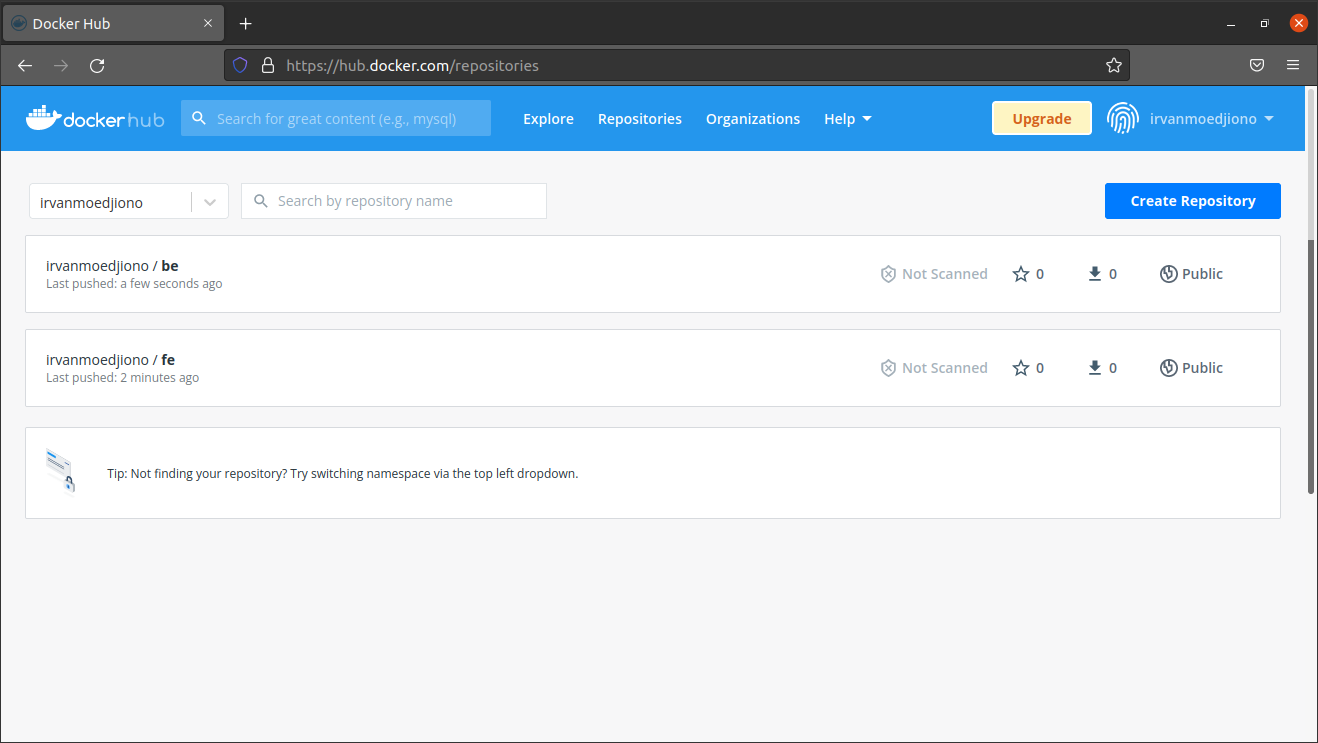 Docker Hub
https://hub.docker.com/repositories
docker hub Search for great content (e.g., mysql) Explore Repositories Organizations Help Upgrade irvanmoedjiono
irvanmoedjiono Search by repository name Create Repository
irvanmoedjiono / be
Last pushed: a few seconds ago
Not Scanned 0 0 Public
irvanmoedjiono / fe
Last pushed: 2 minutes ago
Not Scanned 0 0 Public
Tip: Not finding your repository? Try switching namespace via the top left dropdown.